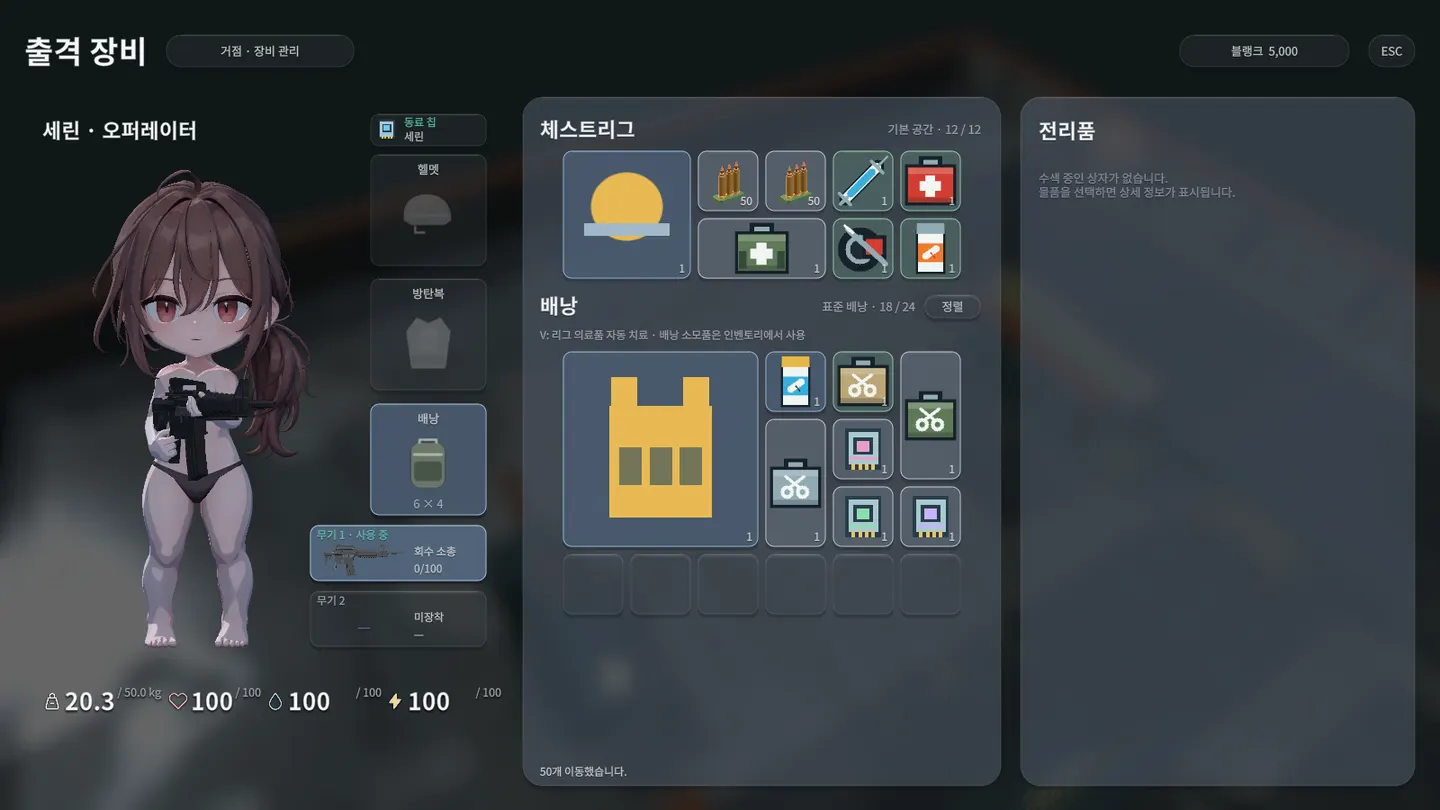 출격 장비
거점 · 장비 관리
블랭크 5,000
ESC
세린 · 오퍼레이터
동료 칩
세린
헬멧
방탄복
배낭
6 × 4
무기 1 · 사용 중
회수 소총
0/100
무기 2
미장착
—
—
20.3 / 50.0 kg
100 / 100
100 / 100
100 / 100
체스트리그
기본 공간 · 12 / 12
1
50
50
1
1
1
1
1
배낭
표준 배낭 · 18 / 24
정렬
V: 리그 의료품 자동 치료 · 배낭 소모품은 인벤토리에서 사용
1
1
1
1
1
1
1
1
50개 이동했습니다.
전리품
수색 중인 상자가 없습니다.
물품을 선택하면 상세 정보가 표시됩니다.